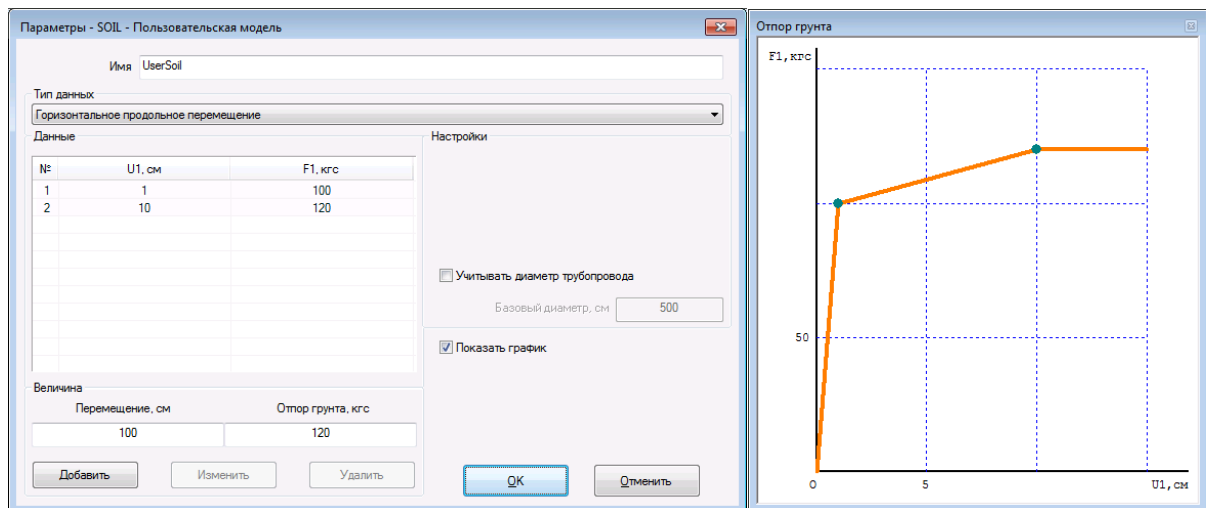 Параметры - SOIL - Пользовательская модель
Имя UserSoil
Тип данных
Горизонтальное продольное перемещение
Данные
№ U1, см F1, кгс
1 1 100
2 10 120
Величина
Перемещение, см Отпор грунта, кгс
100 120
Добавить Изменить Удалить
Настройки
Учитывать диаметр трубопровода
Базовый диаметр, см 500
Показать график
OK Отменить
Отпор грунта
F1, кгс
50
0 5 U1, см